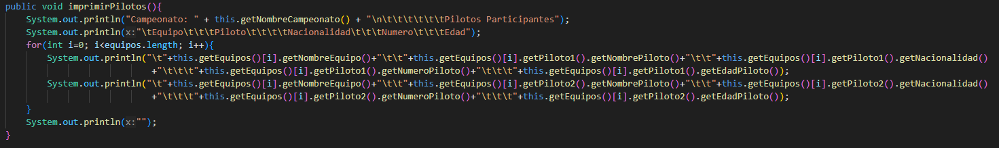 public void imprimirPilotos(){
System.out.println("Campeonato: " + this.getNombreCampeonato() + "\n\t\t\t\t\t\tPilotos Participantes");
System.out.println(x:"\tEquipo\t\t\tPiloto\t\t\t\tNacionalidad\t\t\tNumero\t\t\tEdad");
for(int i=0; i<equipos.length; i++){
System.out.println("\t"+this.getEquipos()[i].getNombreEquipo()+"\t\t"+this.getEquipos()[i].getPiloto1().getNombrePiloto()+"\t\t"+this.getEquipos()[i].getPiloto1().getNacionalidad()
+"\t\t\t"+this.getEquipos()[i].getPiloto1().getNumeroPiloto()+"\t\t\t"+this.getEquipos()[i].getPiloto1().getEdadPiloto());
System.out.println("\t"+this.getEquipos()[i].getNombreEquipo()+"\t\t"+this.getEquipos()[i].getPiloto2().getNombrePiloto()+"\t\t"+this.getEquipos()[i].getPiloto2().getNacionalidad()
+"\t\t\t"+this.getEquipos()[i].getPiloto2().getNumeroPiloto()+"\t\t\t"+this.getEquipos()[i].getPiloto2().getEdadPiloto());
}
System.out.println(x:"");
}